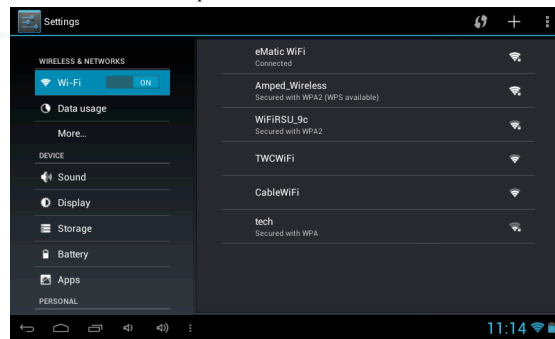 Settings
WIRELESS & NETWORKS
Wi-Fi
ON
Data usage
More...
DEVICE
Sound
Display
Storage
Battery
Apps
PERSONAL
eMatic WiFi
Connected
Amped_Wireless
Secured with WPA2 (WPS available)
WiFiRSU_9c
Secured with WPA2
TWCWiFi
CableWiFi
tech
Secured with WPA
11:14